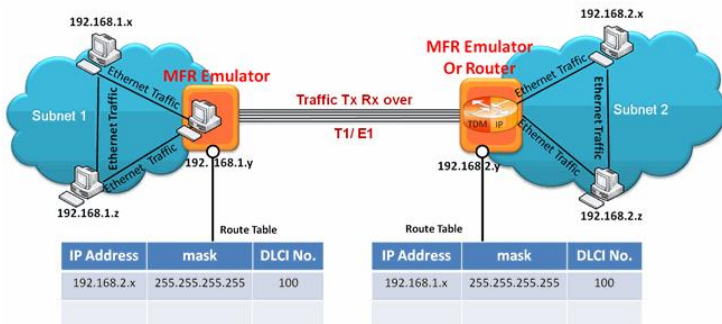 192.168.1.x
192.168.2.x
MFR Emulator
MFR Emulator
Or Router
Ethernet Traffic
Ethernet Traffic
Ethernet Traffic
Subnet 1
Traffic Tx Rx over
T1/ E1
TDM IP
Ethernet Traffic
Ethernet Traffic
Ethernet Traffic
Subnet 2
192.168.1.y
192.168.2.y
192.168.1.z
192.168.2.z
Route Table
IP Address mask DLCI No.
192.168.2.x 255.255.255.255 100
Route Table
IP Address mask DLCI No.
192.168.1.x 255.255.255.255 100